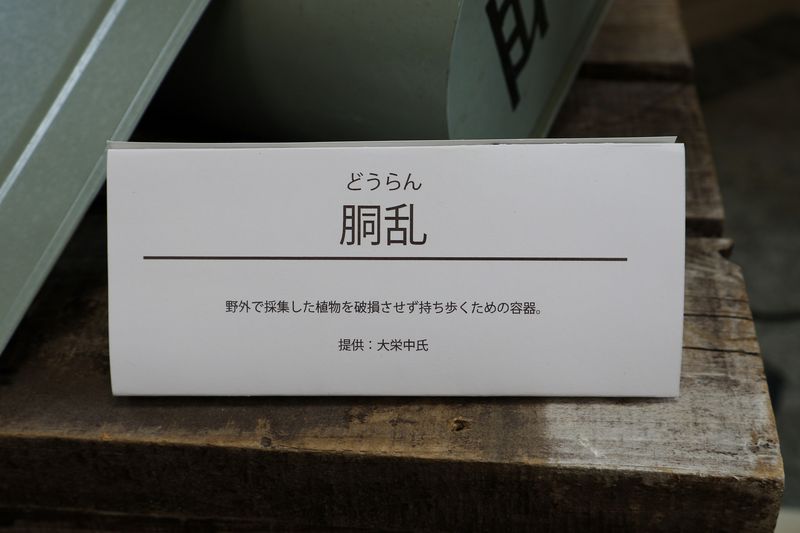 どうらん
胴乱
野外で採集した植物を破損させず持ち歩くための容器。
提供：大栄中氏